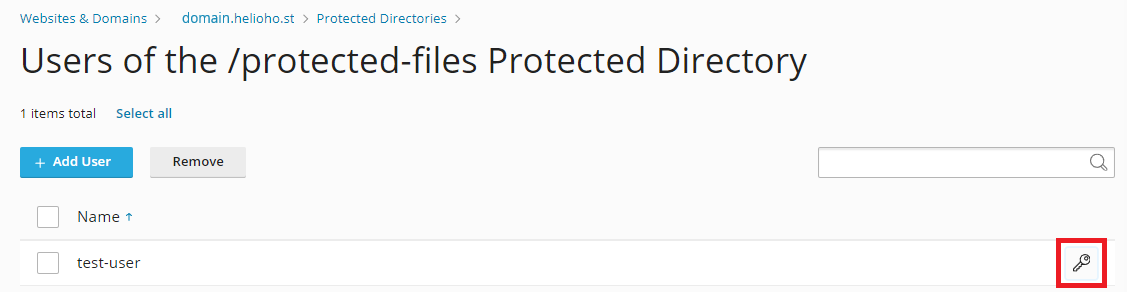 Websites & Domains > domain.helioho.st > Protected Directories >
Users of the /protected-files Protected Directory
1 items total Select all
+ Add User Remove
Name ↑
test-user